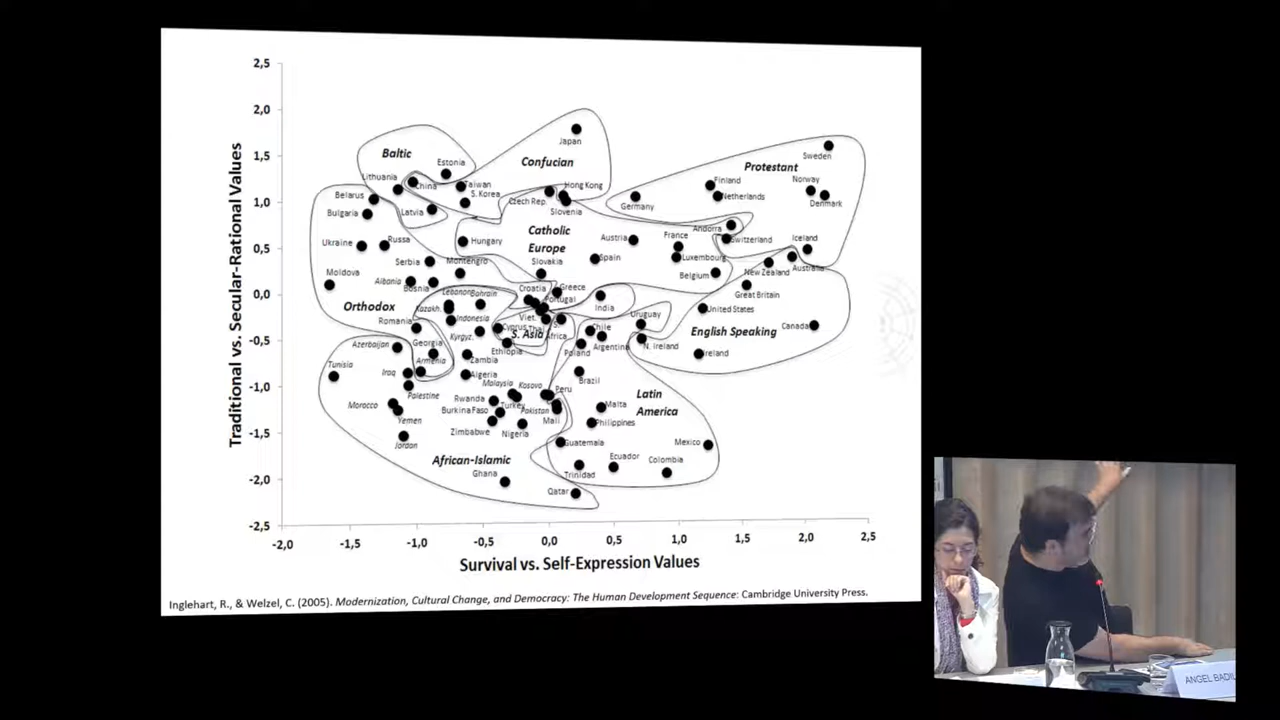 2,5
2,0
1,5
1,0
0,5
0,0
-0,5
-1,0
-1,5
-2,0
-2,5
Traditional vs. Secular-Rational Values
-2,0 -1,5 -1,0 -0,5 0,0 0,5 1,0 1,5 2,0 2,5
Survival vs. Self-Expression Values
Japan
Baltic
Confucian
Protestant
Sweden
Estonia
Lithuania
China
Taiwan
S. Korea
Hong Kong
Czech Rep.
Slovenia
Finland
Netherlands
Norway
Denmark
Germany
Belarus
Bulgaria
Latvia
Catholic
Europe
Austria
France
Andorra
Switzerland
Iceland
Ukraine
Russa
Hungary
Spain
Luxembourg
Belgium
New Zealand
Australia
Serbia
Montengro
Slovakia
Moldova
Albania
Bosnia
Great Britain
Lebanon
Bahrain
Croatia
Greece
Portugal
India
Orthodox
Kazakh.
Indonesia
Viet.
Thai.
S.
Africa
Uruguay
United States
English Speaking
Canada
Romania
Kyrgyz.
Cyprus
S. Asia
Chile
Argentina
N. Ireland
Ireland
Georgia
Ethiopia
Poland
Azerbaijan
Armenia
Zambia
Tunisia
Iraq
Algeria
Brazil
Palestine
Malaysia
Kosovo
Peru
Latin
America
Morocco
Rwanda
Turkey
Burkina Faso
Pakistan
Mali
Malta
Yemen
Zimbabwe
Nigeria
Philippines
Jordan
Guatemala
Mexico
African-Islamic
Ghana
Trinidad
Ecuador
Colombia
Qatar
Inglehart, R., & Welzel, C. (2005). Modernization, Cultural Change, and Democracy: The Human Development Sequence: Cambridge University Press.
ANGEL